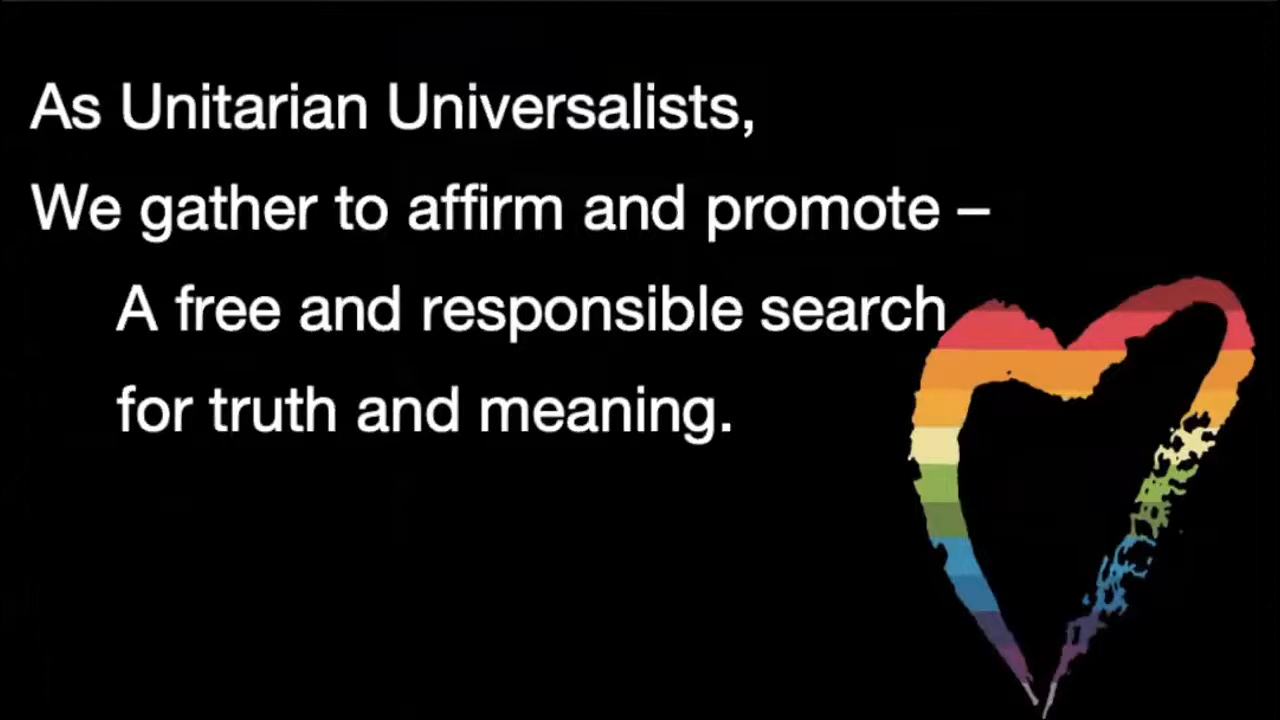 As Unitarian Universalists,
We gather to affirm and promote –
A free and responsible search
for truth and meaning.